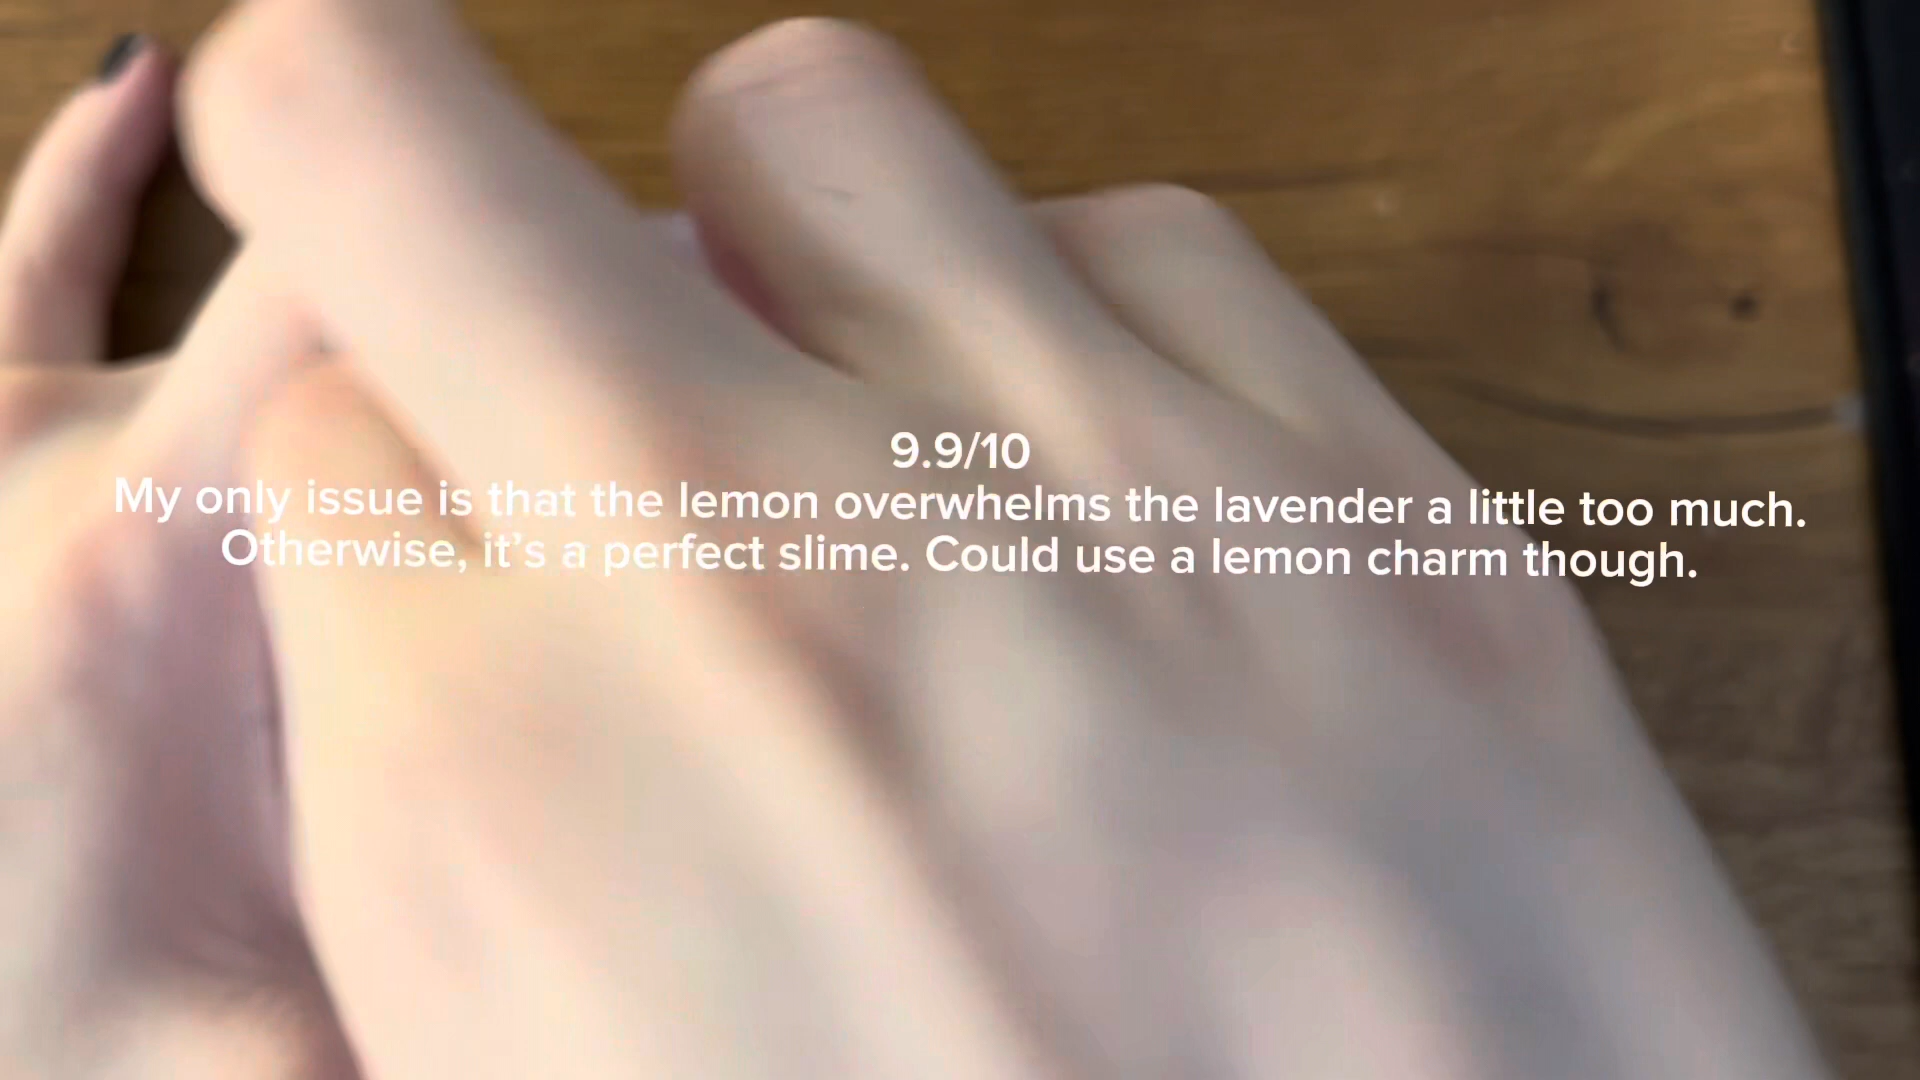 9.9/10
My only issue is that the lemon overwhelms the lavender a little too much.
Otherwise, it's a perfect slime. Could use a lemon charm though.